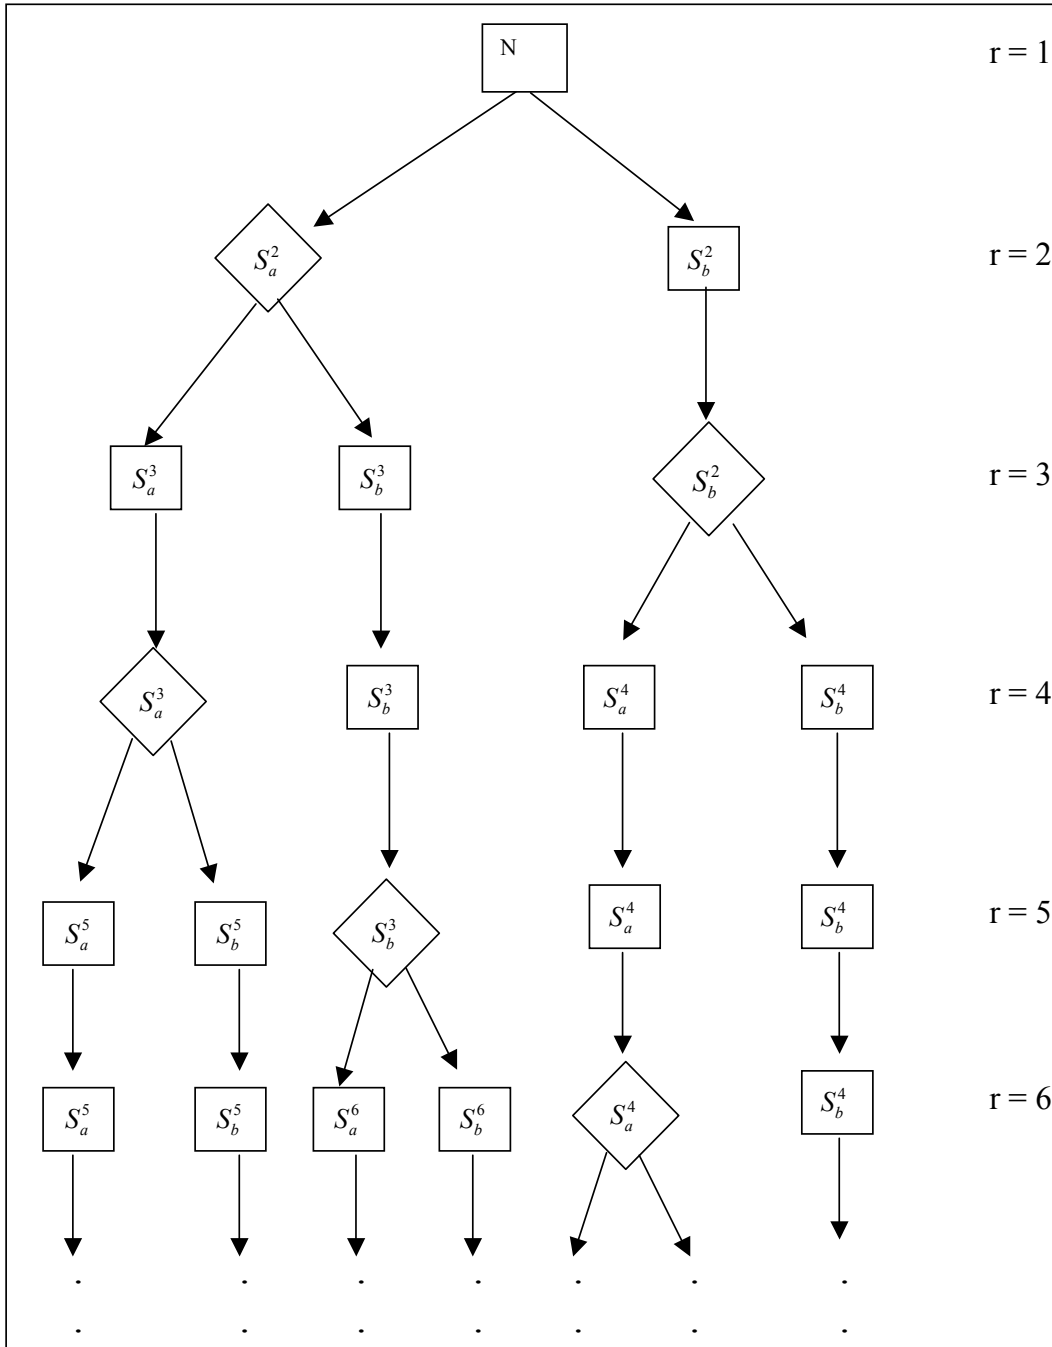 N r = 1
S_a^2 S_b^2 r = 2
S_a^3 S_b^3 S_b^2 r = 3
S_a^3 S_b^3 S_a^4 S_b^4 r = 4
S_a^5 S_b^5 S_b^3 S_a^4 S_b^4 r = 5
S_a^5 S_b^5 S_a^6 S_b^6 S_a^4 S_b^4 r = 6
. . . . . . .
. . . . . . .